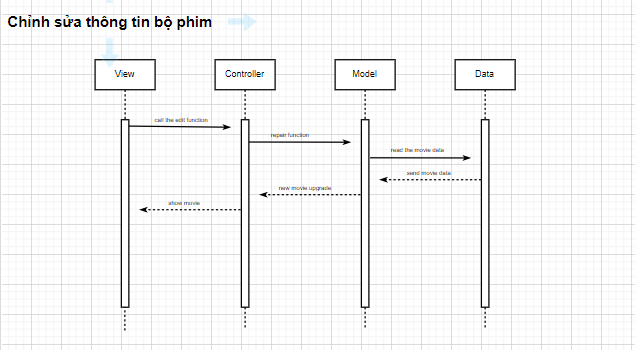 Chỉnh sửa thông tin bộ phim
View
Controller
Model
Data
call the edit function
repair function
read the movie data
send movie data
new movie upgrade
show movie